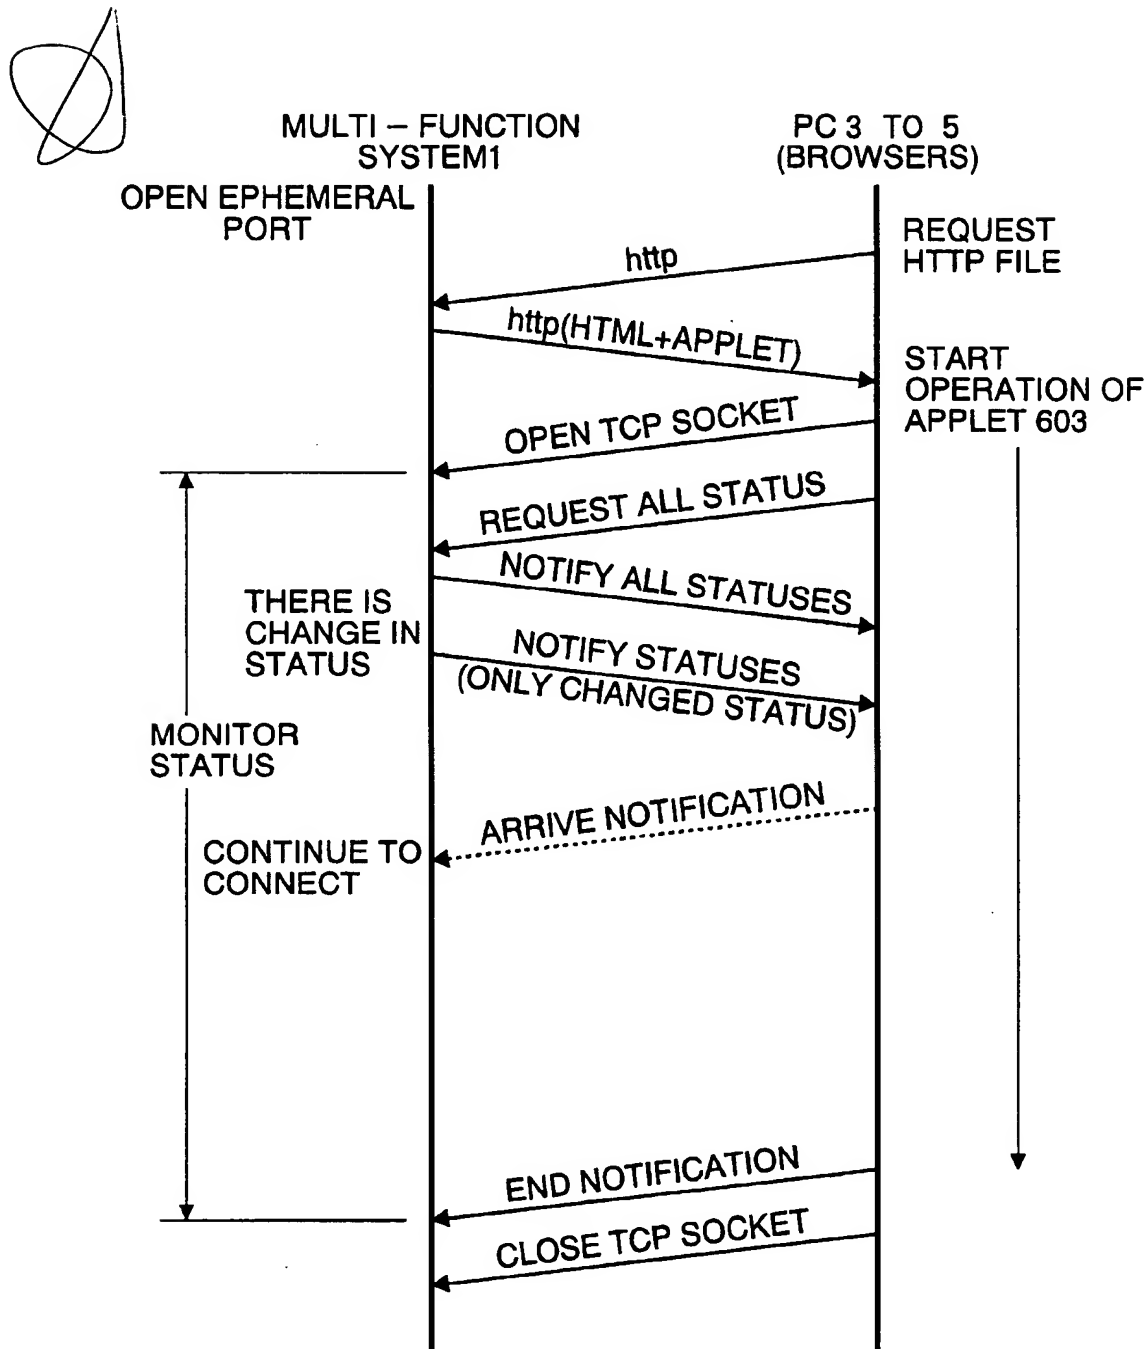 MULTI – FUNCTION
SYSTEM1
PC 3 TO 5
(BROWSERS)
OPEN EPHEMERAL
PORT
REQUEST
HTTP FILE
http
http(HTML+APPLET)
START
OPERATION OF
APPLET 603
OPEN TCP SOCKET
REQUEST ALL STATUS
NOTIFY ALL STATUSES
THERE IS
CHANGE IN
STATUS
NOTIFY STATUSES
(ONLY CHANGED STATUS)
MONITOR
STATUS
ARRIVE NOTIFICATION
CONTINUE TO
CONNECT
END NOTIFICATION
CLOSE TCP SOCKET